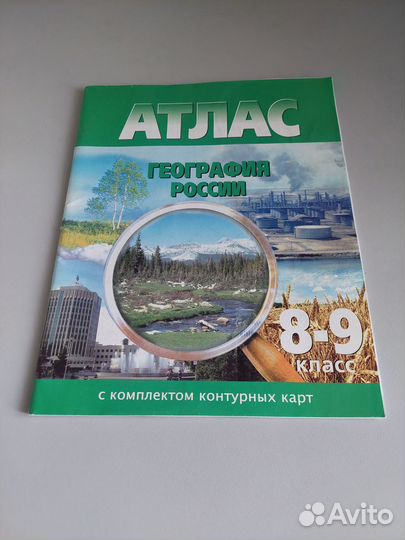 АТЛАС
ГЕОГРАФИЯ
РОССИИ
8-9
класс
с комплектом контурных карт
Avito